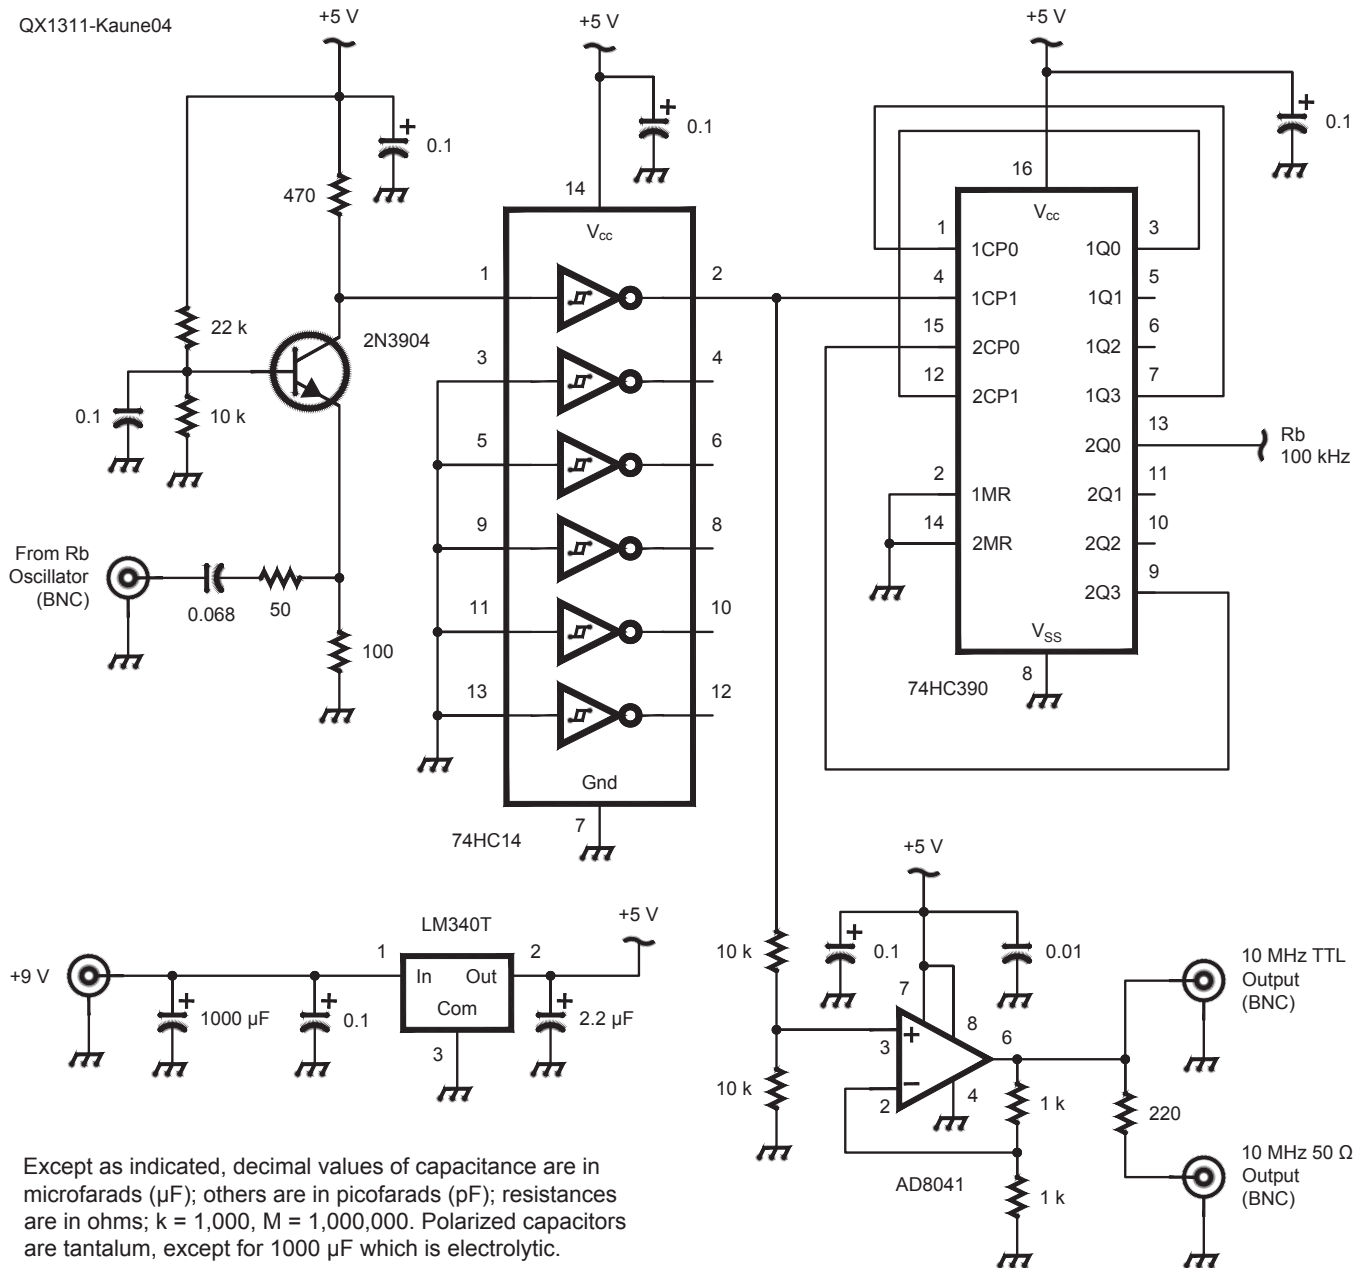 QX1311-Kaune04
+5 V
+5 V
+5 V
0.1
0.1
0.1
470
14
16
Vcc
Vcc
1
2
1
1CP0
1Q0
3
4
1CP1
1Q1
5
15
2CP0
1Q2
6
12
2CP1
1Q3
7
13
2Q0
Rb
100 kHz
2
1MR
2Q1
11
14
2MR
2Q2
10
9
2Q3
VSS
8
74HC390
22 k
2N3904
0.1
10 k
3
4
5
6
9
8
11
10
13
12
Gnd
7
74HC14
From Rb
Oscillator
(BNC)
0.068
50
100
+9 V
1000 µF
0.1
LM340T
1
2
In
Out
Com
3
+5 V
2.2 µF
+5 V
10 k
0.1
0.01
7
8
3
+
6
−
2
4
10 k
1 k
1 k
AD8041
220
10 MHz TTL
Output
(BNC)
10 MHz 50 Ω
Output
(BNC)
Except as indicated, decimal values of capacitance are in
microfarads (µF); others are in picofarads (pF); resistances
are in ohms; k = 1,000, M = 1,000,000. Polarized capacitors
are tantalum, except for 1000 µF which is electrolytic.